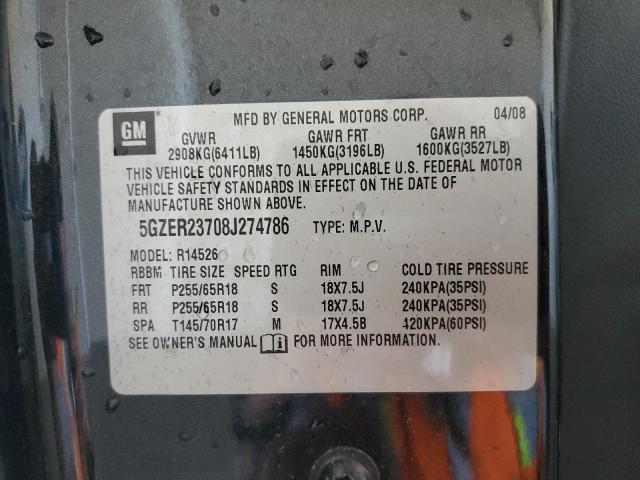 GM
MFD BY GENERAL MOTORS CORP. 04/08
GVWR GAWR FRT GAWR RR
2908KG(6411LB) 1450KG(3196LB) 1600KG(3527LB)
THIS VEHICLE CONFORMS TO ALL APPLICABLE U.S. FEDERAL MOTOR
VEHICLE SAFETY STANDARDS IN EFFECT ON THE DATE OF
MANUFACTURE SHOWN ABOVE.
5GZER23708J274786 TYPE: M.P.V.
MODEL: R14526
RBBM TIRE SIZE SPEED RTG RIM COLD TIRE PRESSURE
FRT P255/65R18 S 18X7.5J 240KPA(35PSI)
RR P255/65R18 S 18X7.5J 240KPA(35PSI)
SPA T145/70R17 M 17X4.5B 420KPA(60PSI)
SEE OWNER'S MANUAL FOR MORE INFORMATION.